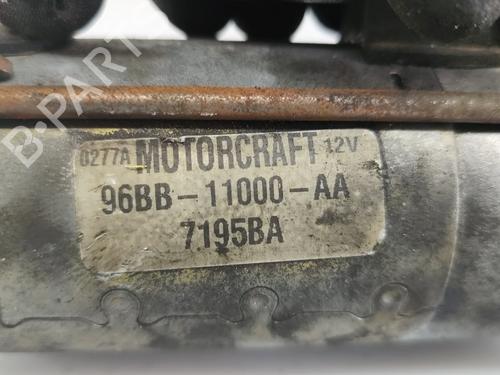 B-PARTS
0277A MOTORCRAFT 12V
96BB-11000-AA
7195BA